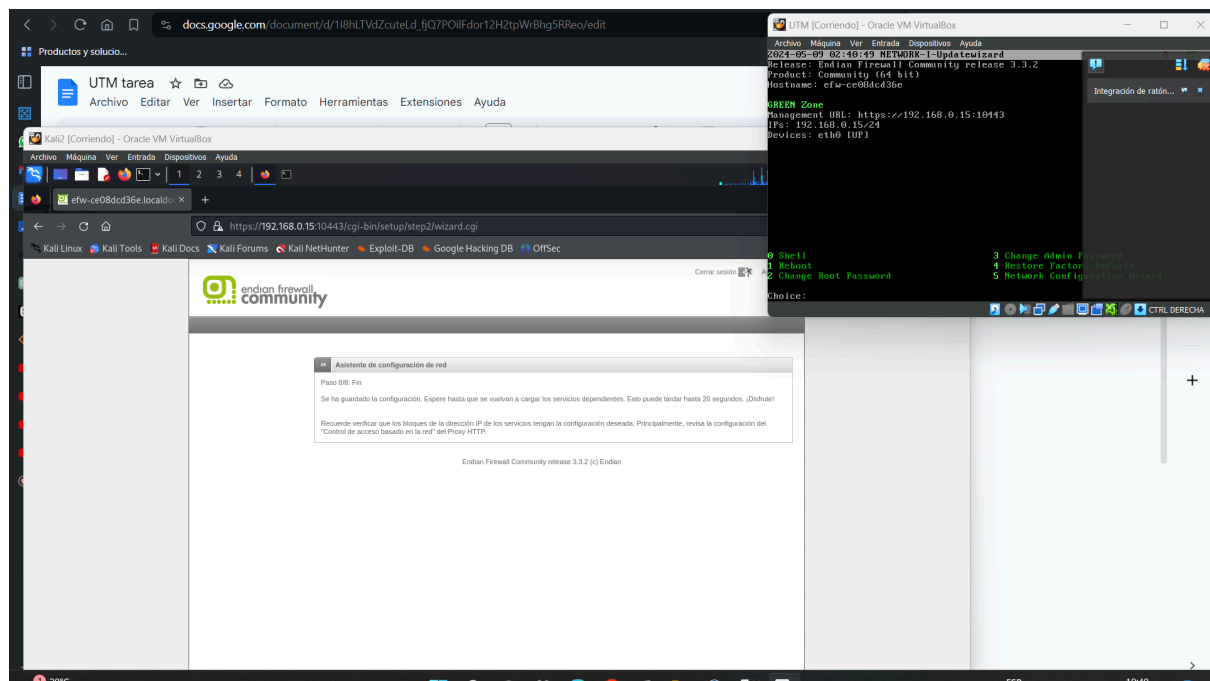 docs.google.com/document/d/1I8hLTVdZcuteLd_fjQ7POilFdor12H2tpWrBhg5RReo/edit
Productos y solucio...
UTM tarea
Archivo Editar Ver Insertar Formato Herramientas Extensiones Ayuda
Kali2 [Corriendo] - Oracle VM VirtualBox
Archivo Máquina Ver Entrada Dispositivos Ayuda
1 2 3 4
efw-ce08dcd36e.localdo
https://192.168.0.15:10443/cgi-bin/setup/step2/wizard.cgi
Kali Linux Kali Tools Kali Docs Kali Forums Kali NetHunter Exploit-DB Google Hacking DB OffSec
Cerrar sesión
endian firewall
community
Asistente de configuración de red
Paso 8/8: Fin
Se ha guardado la configuración. Espere hasta que se vuelvan a cargar los servicios dependientes. Esto puede tardar hasta 20 segundos. ¡Disfrute!
Recuerde verificar que los bloques de la dirección IP de los servicios tengan la configuración deseada. Principalmente, revisa la configuración del
"Control de acceso basado en la red" del Proxy HTTP.
Endian Firewall Community release 3.3.2 (c) Endian
UTM [Corriendo] - Oracle VM VirtualBox
Archivo Máquina Ver Entrada Dispositivos Ayuda
2024-05-09 02:40:49 NETWORK-I-Updatewizard
Release: Endian Firewall Community release 3.3.2
Product: Community (64 bit)
Hostname: efw-ce08dcd36e
GREEN Zone
Management URL: https://192.168.0.15:10443
IPs: 192.168.0.15/24
Devices: eth0 [UP]
Integración de ratón...
0 Shell 3 Change Admin Password
1 Reboot 4 Restore Factory Default
2 Change Root Password 5 Network Configuration Wizard
Choice:
CTRL DERECHA